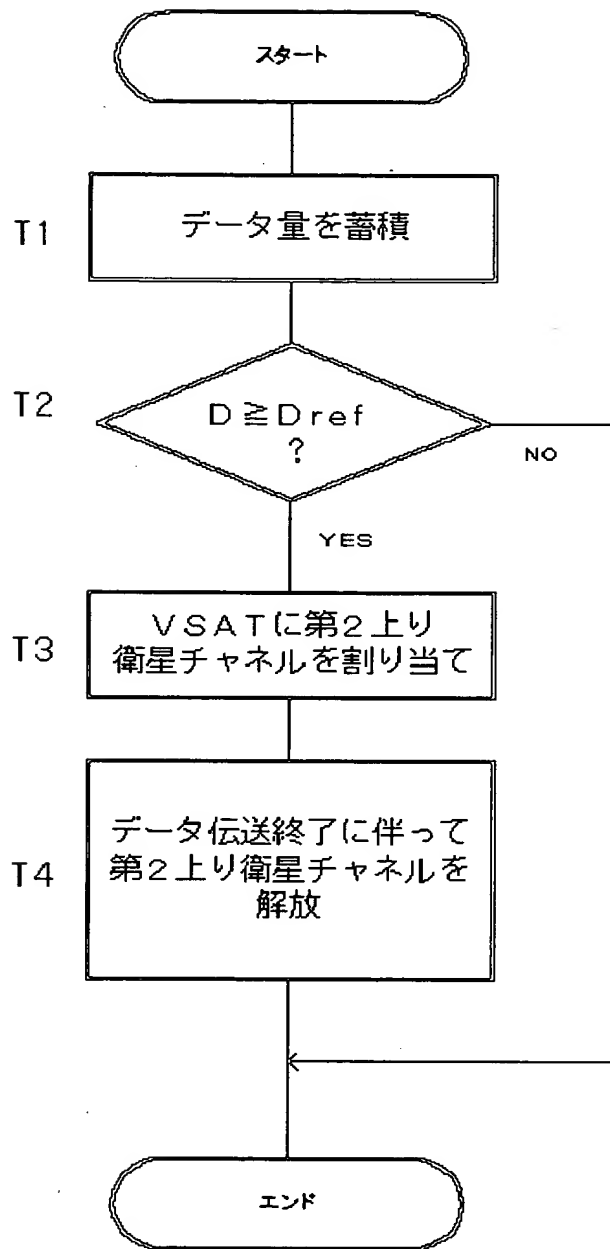 スタート
T1
データ量を蓄積
T2
D≧Dref
?
NO
YES
T3
VSATに第2上り
衛星チャネルを割り当て
T4
データ伝送終了に伴って
第2上り衛星チャネルを
解放
エンド